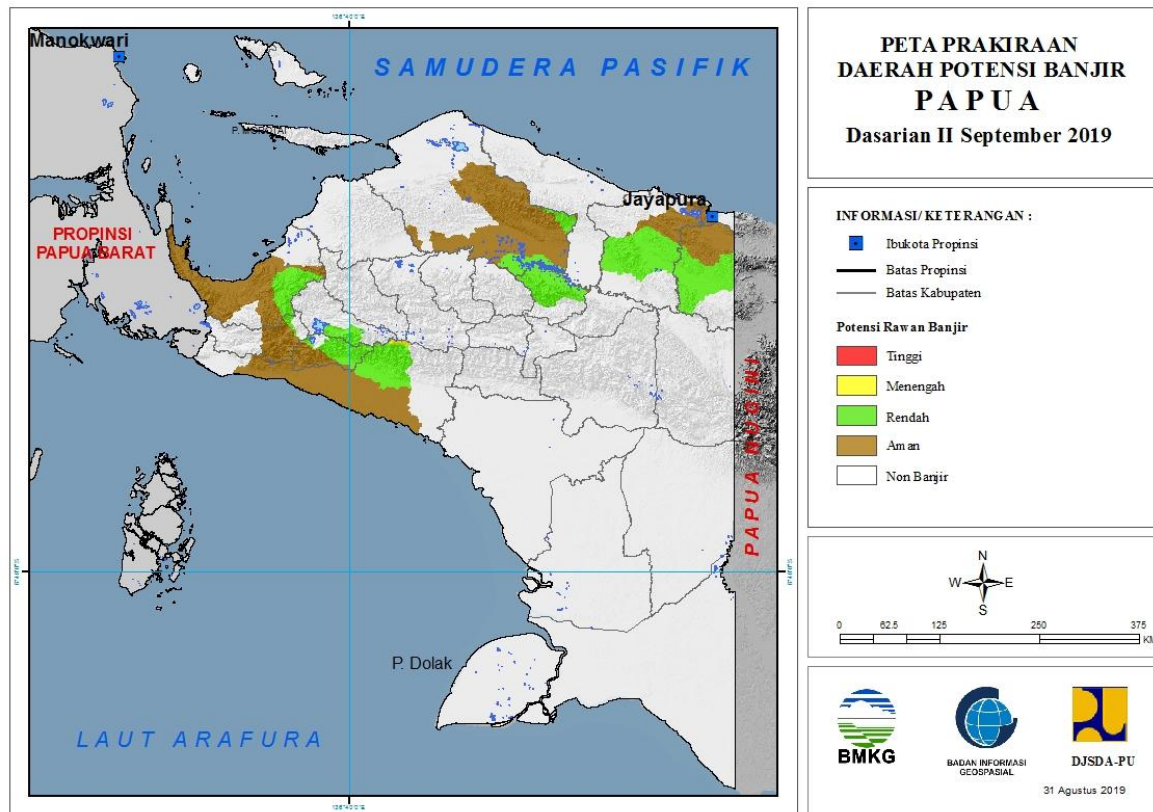 Manokwari
SAMUDERA PASIFIK
Jayapura
PROPINSI
PAPUA BARAT
PAPUA NUGINI
P. Dolak
LAUT ARAFURA
PETA PRAKIRAAN
DAERAH POTENSI BANJIR
PAPUA
Dasarian II September 2019
INFORMASI/ KETERANGAN :
Ibukota Propinsi
Batas Propinsi
Batas Kabupaten
Potensi Rawan Banjir
Tinggi
Menengah
Rendah
Aman
Non Banjir
N
W E
S
0 62.5 125 250 375
KM
BMKG
BADAN INFORMASI
GEOSPASIAL
DJSDA-PU
31 Agustus 2019